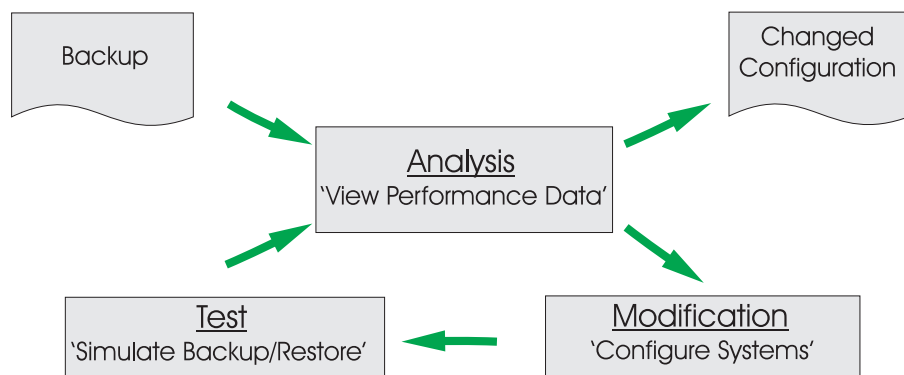 Backup
Changed
Configuration
Analysis
‘View Performance Data’
Test
‘Simulate Backup/Restore’
Modification
‘Configure Systems’